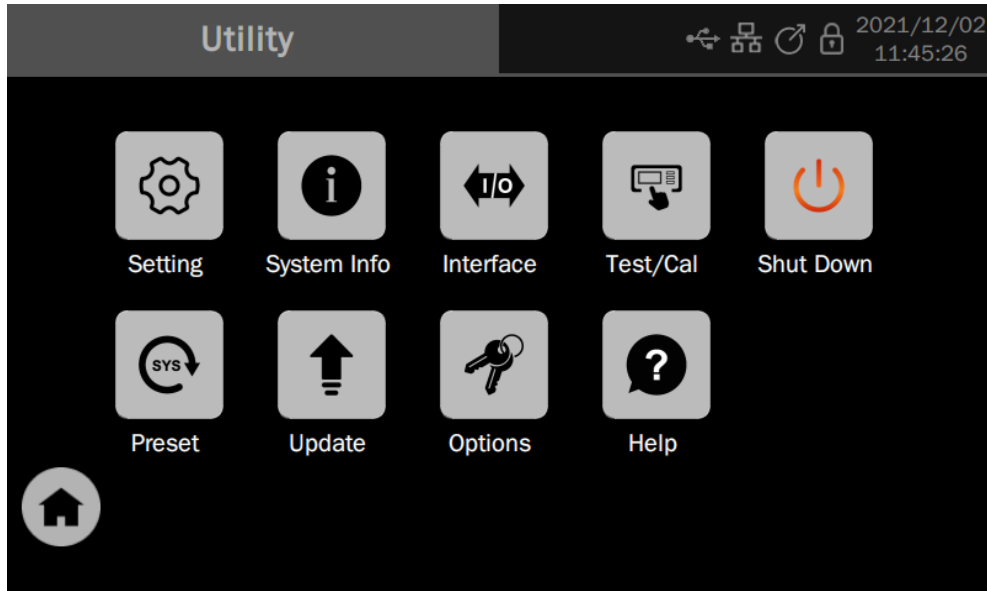 Utility
2021/12/02
11:45:26
i
I/O
Setting
System Info
Interface
Test/Cal
Shut Down
SYS
?
Preset
Update
Options
Help